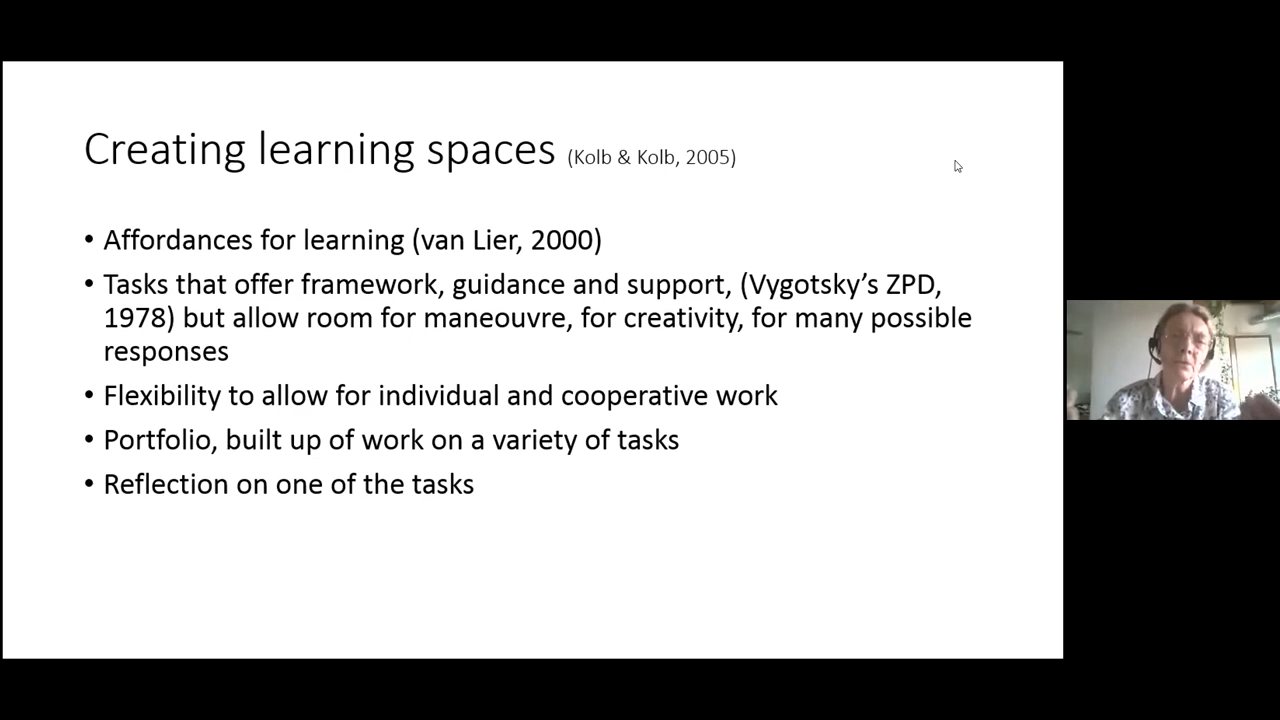 Creating learning spaces (Kolb & Kolb, 2005)
• Affordances for learning (van Lier, 2000)
• Tasks that offer framework, guidance and support, (Vygotsky’s ZPD,
1978) but allow room for maneouvre, for creativity, for many possible
responses
• Flexibility to allow for individual and cooperative work
• Portfolio, built up of work on a variety of tasks
• Reflection on one of the tasks